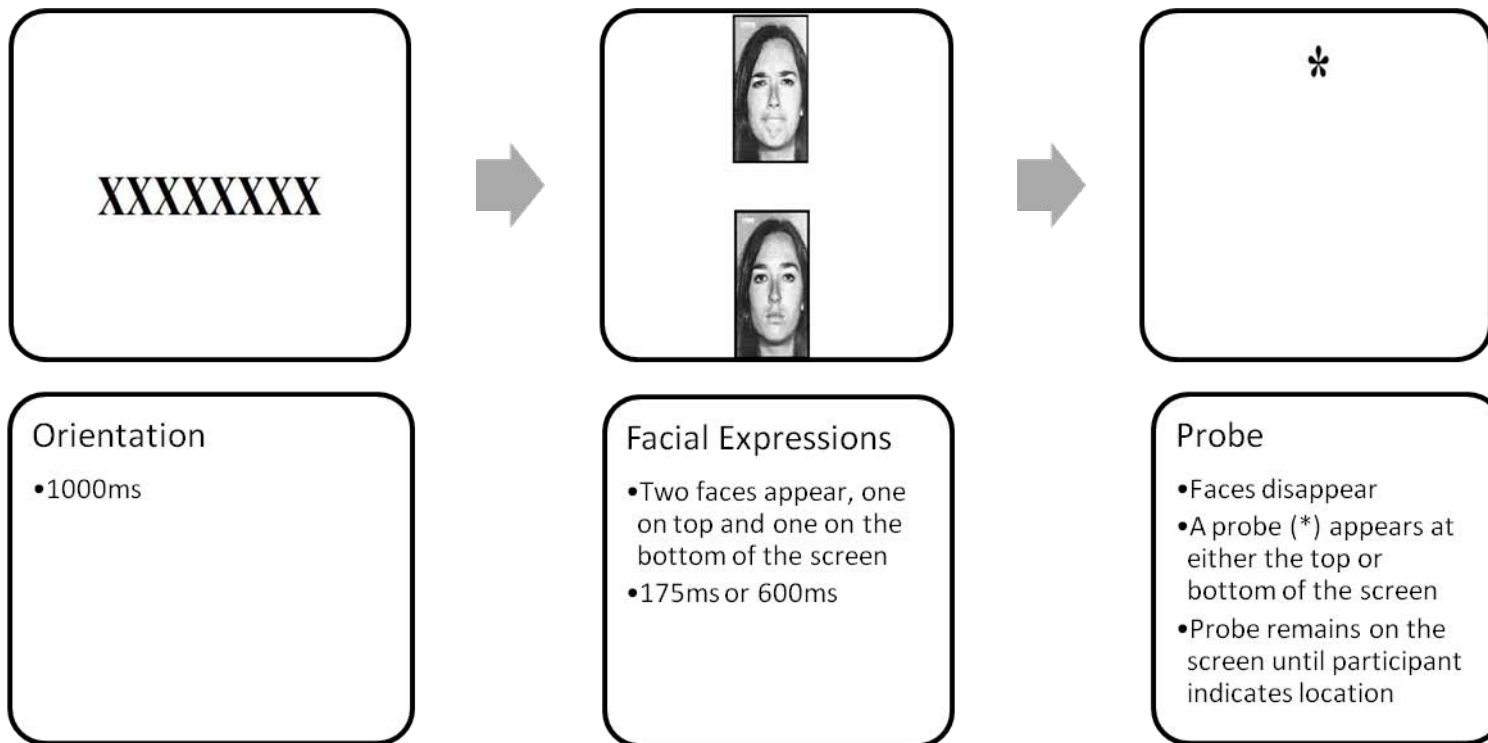 XXXXXXXX
*
Orientation
•1000ms
Facial Expressions
•Two faces appear, one
on top and one on the
bottom of the screen
•175ms or 600ms
Probe
•Faces disappear
•A probe (*) appears at
either the top or
bottom of the screen
•Probe remains on the
screen until participant
indicates location